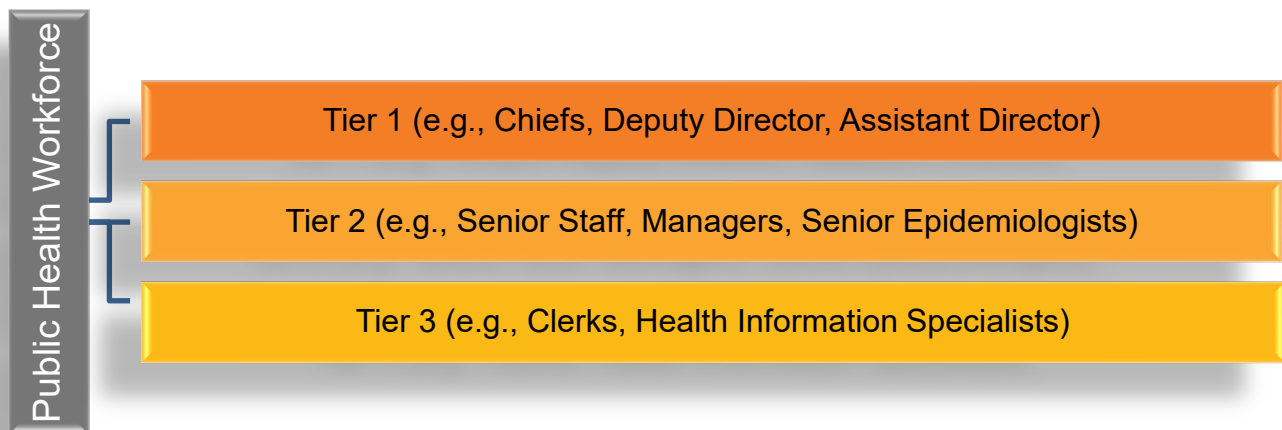 Public Health Workforce
Tier 1 (e.g., Chiefs, Deputy Director, Assistant Director)
Tier 2 (e.g., Senior Staff, Managers, Senior Epidemiologists)
Tier 3 (e.g., Clerks, Health Information Specialists)